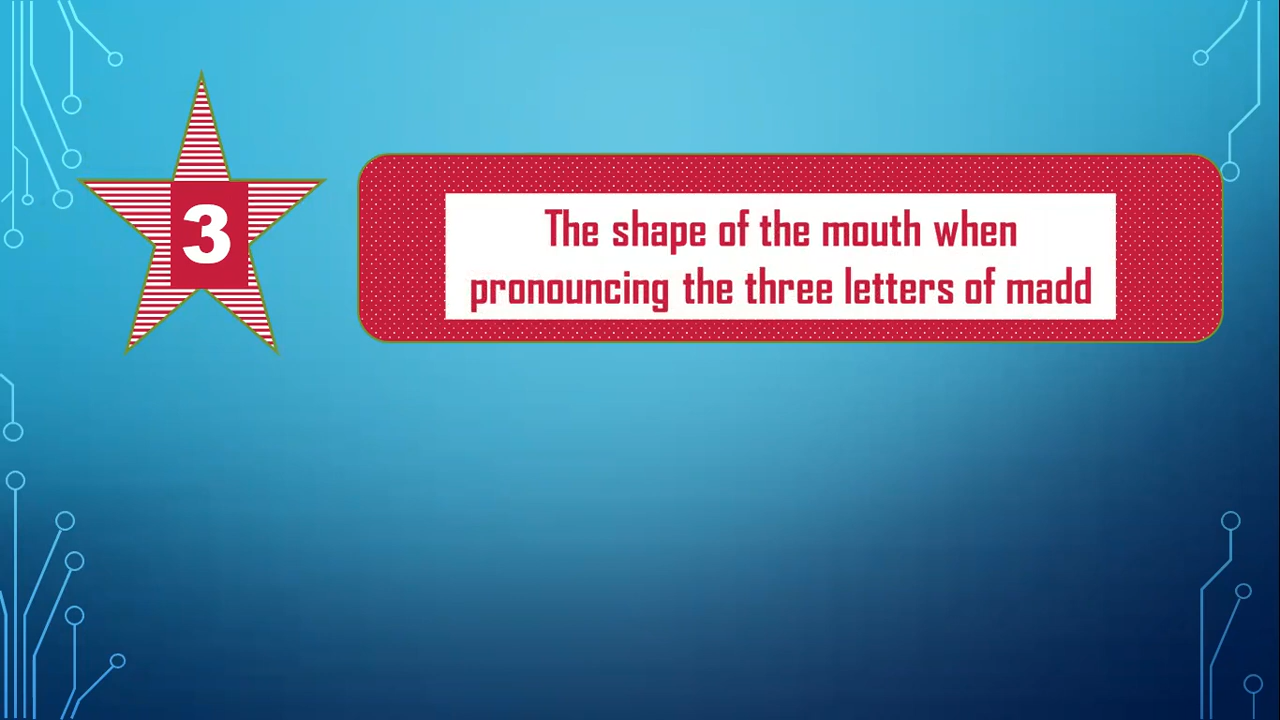 3
The shape of the mouth when
pronouncing the three letters of madd